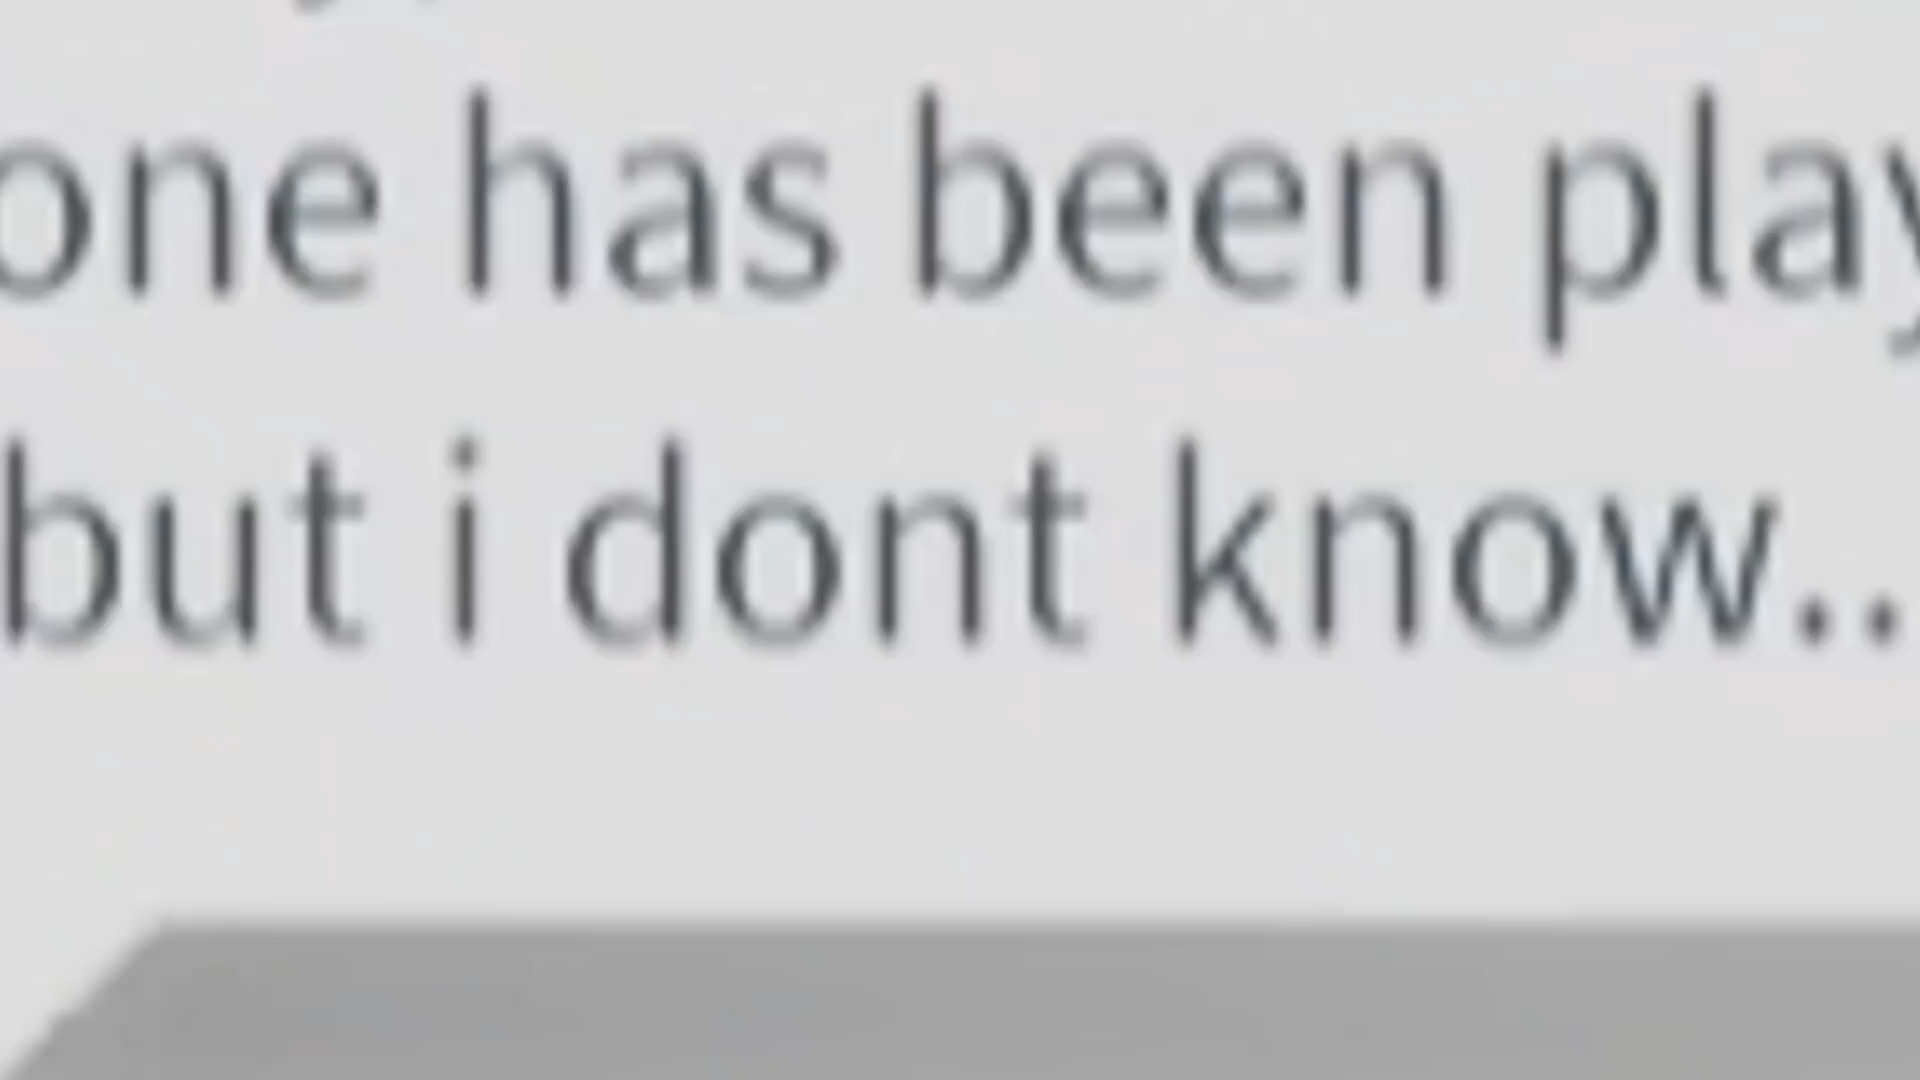 one has been play
but i dont know..